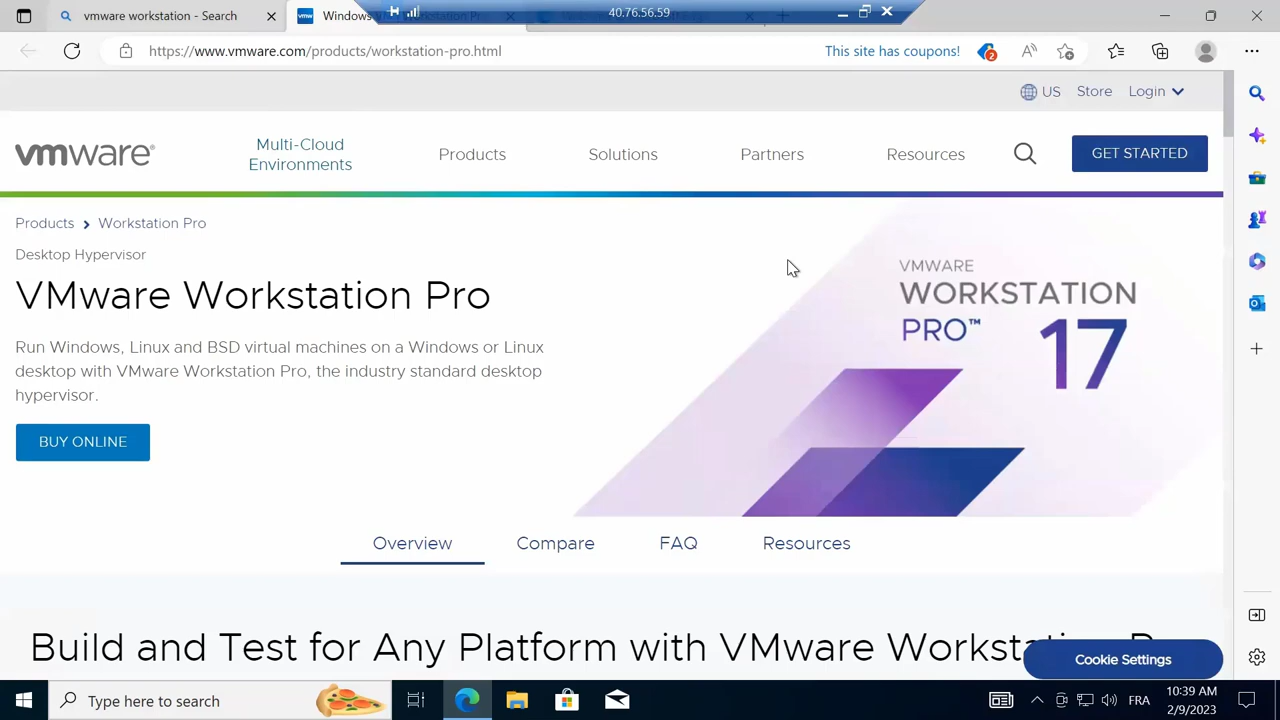 vmware workstation - Search
Windows
40.76.56.59
https://www.vmware.com/products/workstation-pro.html
This site has coupons!
2
US
Store
Login
vmware®
Multi-Cloud
Environments
Products
Solutions
Partners
Resources
GET STARTED
Products
Workstation Pro
Desktop Hypervisor
VMware Workstation Pro
Run Windows, Linux and BSD virtual machines on a Windows or Linux
desktop with VMware Workstation Pro, the industry standard desktop
hypervisor.
BUY ONLINE
VMWARE
WORKSTATION
PRO™ 17
Overview
Compare
FAQ
Resources
Build and Test for Any Platform with VMware
Cookie Settings
Type here to search
FRA
10:39 AM
2/9/2023